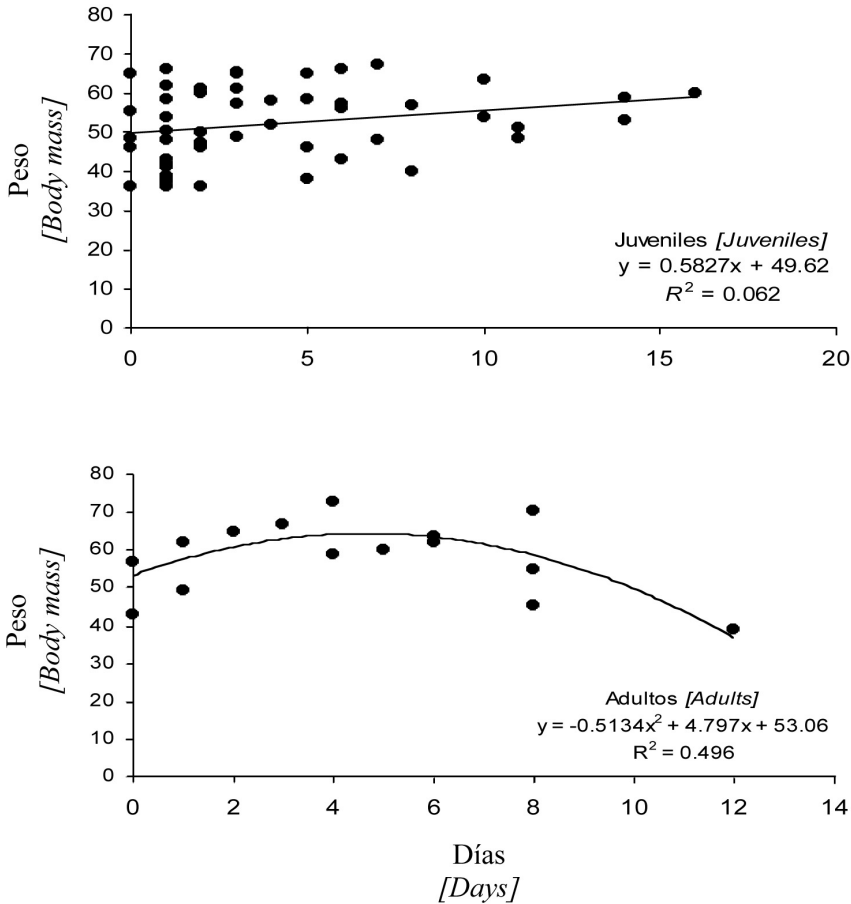 80
70
60
50
40
30
20
10
0
Peso
[Body mass]
Juveniles [Juveniles]
y = 0.5827x + 49.62
R² = 0.062
0 5 10 15 20
80
70
60
50
40
30
20
10
0
Peso
[Body mass]
Adultos [Adults]
y = -0.5134x² + 4.797x + 53.06
R² = 0.496
0 2 4 6 8 10 12 14
Días
[Days]